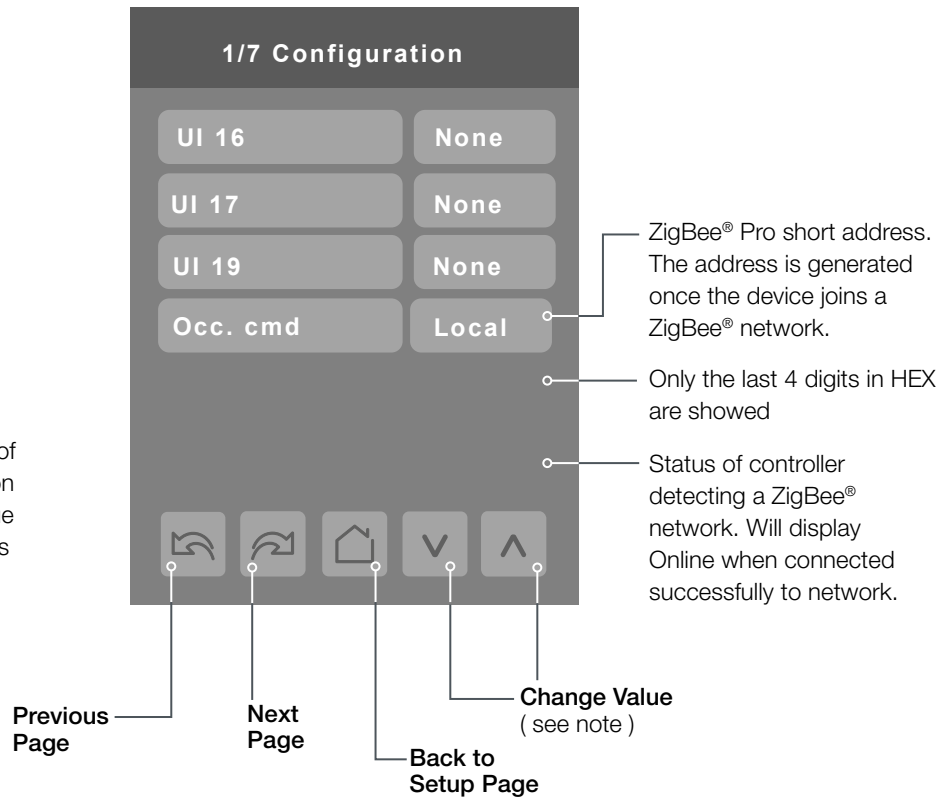 1/7 Configuration
UI 16 None
UI 17 None
UI 19 None
Occ. cmd Local
ZigBee® Pro short address.
The address is generated
once the device joins a
ZigBee® network.
Only the last 4 digits in HEX
are showed
Status of controller
detecting a ZigBee®
network. Will display
Online when connected
successfully to network.
of
Previous
Page
Next
Page
Back to
Setup Page
Change Value
( see note )